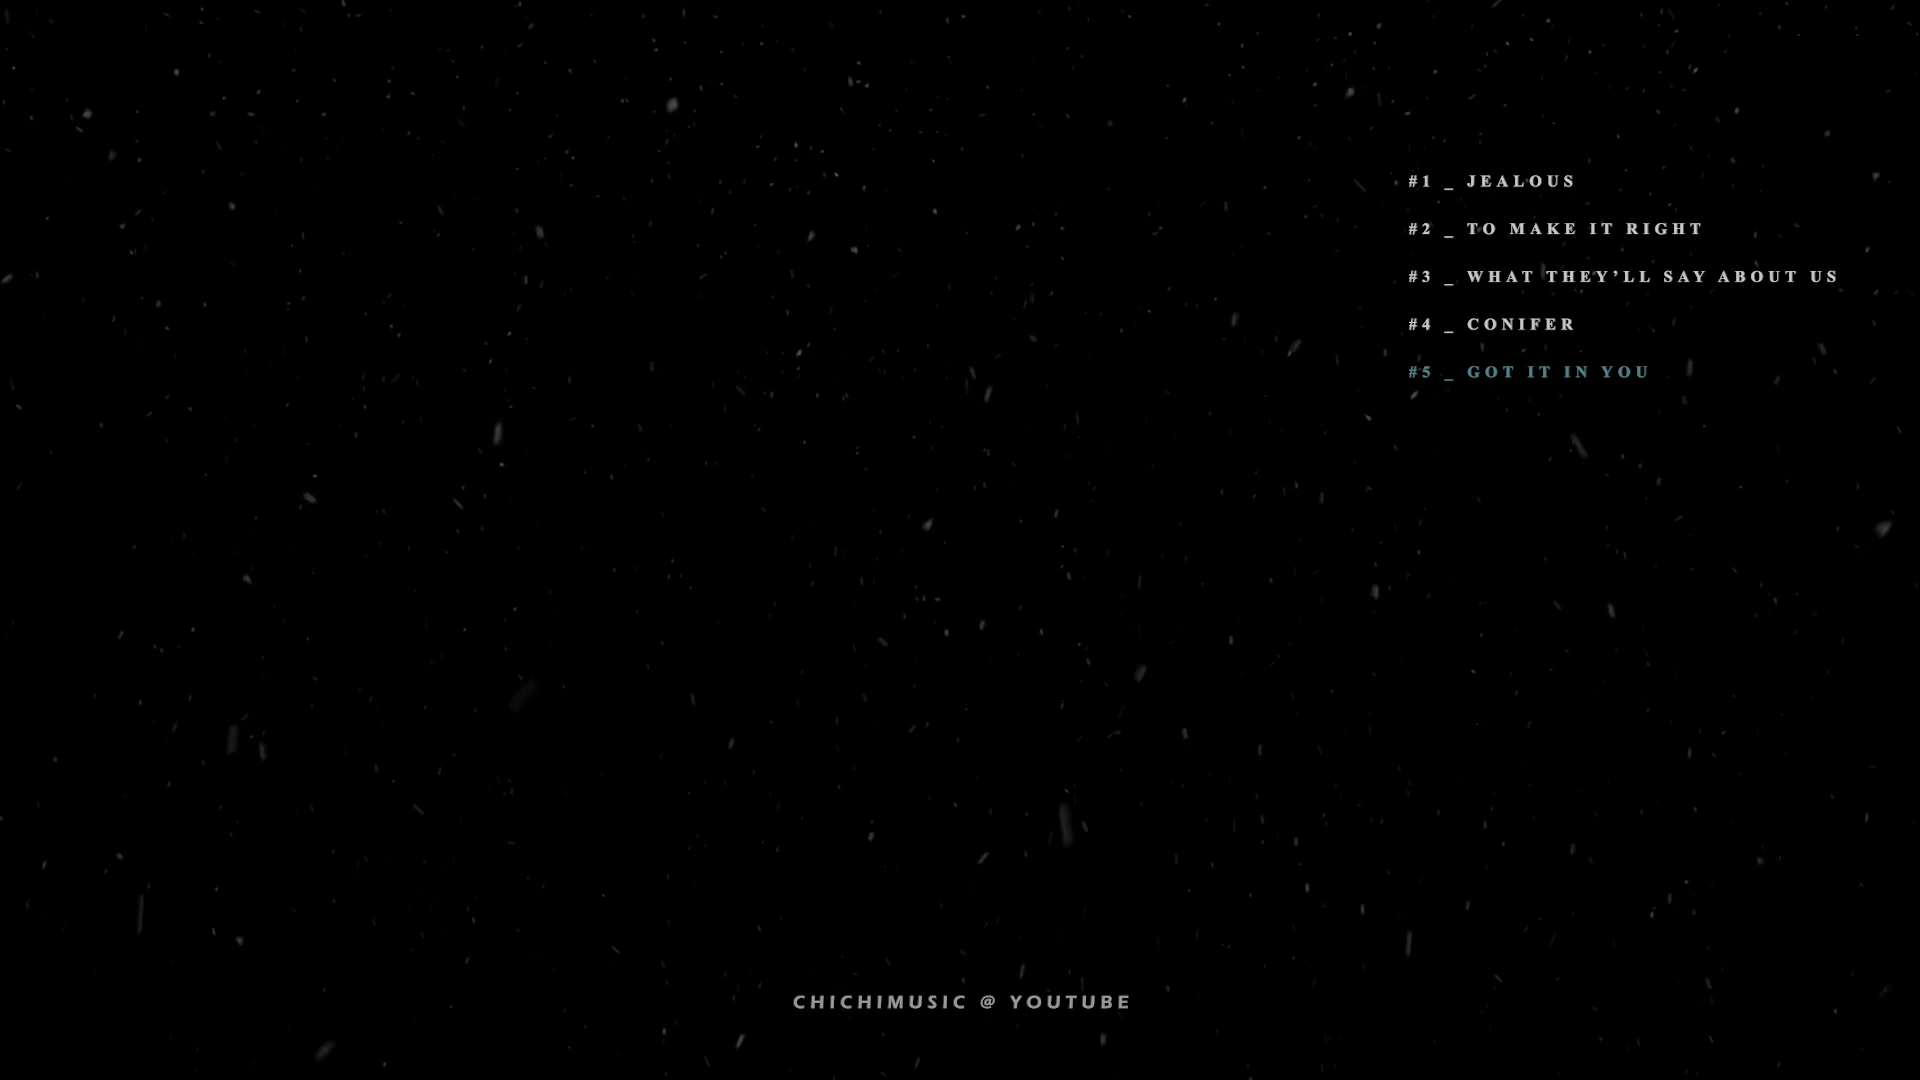 #1 _ JEALOUS
#2 _ TO MAKE IT RIGHT
#3 _ WHAT THEY’LL SAY ABOUT US
#4 _ CONIFER
#5 _ GOT IT IN YOU
CHICHIMUSIC @ YOUTUBE